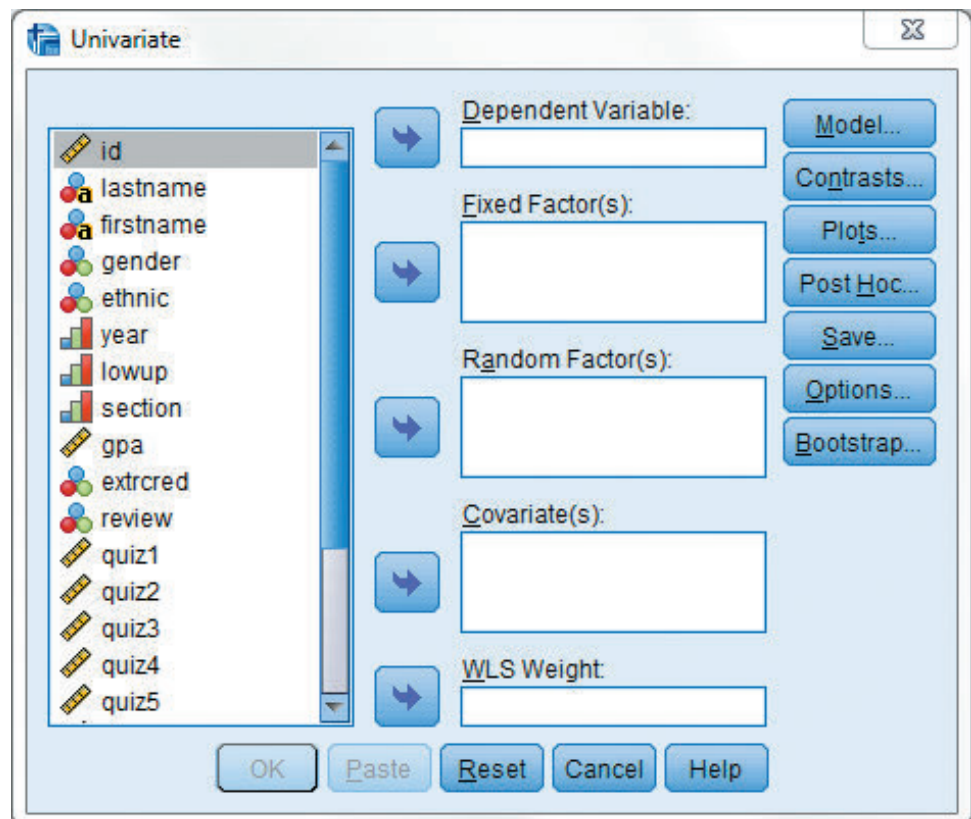 Univariate
id
lastname
firstname
gender
ethnic
year
lowup
section
gpa
extrcred
review
quiz1
quiz2
quiz3
quiz4
quiz5
Dependent Variable:
Fixed Factor(s):
Random Factor(s):
Covariate(s):
WLS Weight:
Model...
Contrasts...
Plots...
Post Hoc...
Save...
Options...
Bootstrap...
OK Paste Reset Cancel Help